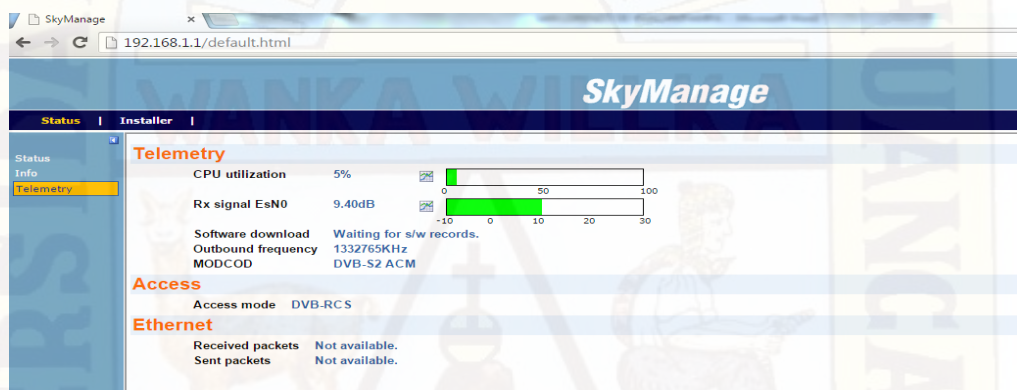 SkyManage
192.168.1.1/default.html
SkyManage
Status | Installer |
Status
Info
Telemetry
Telemetry
CPU utilization 5%
0 50 100
Rx signal EsN0 9.40dB
-10 0 10 20 30
Software download Waiting for s/w records.
Outbound frequency 1332765KHz
MODCOD DVB-S2 ACM
Access
Access mode DVB-RCS
Ethernet
Received packets Not available.
Sent packets Not available.
WANKA WILLKA